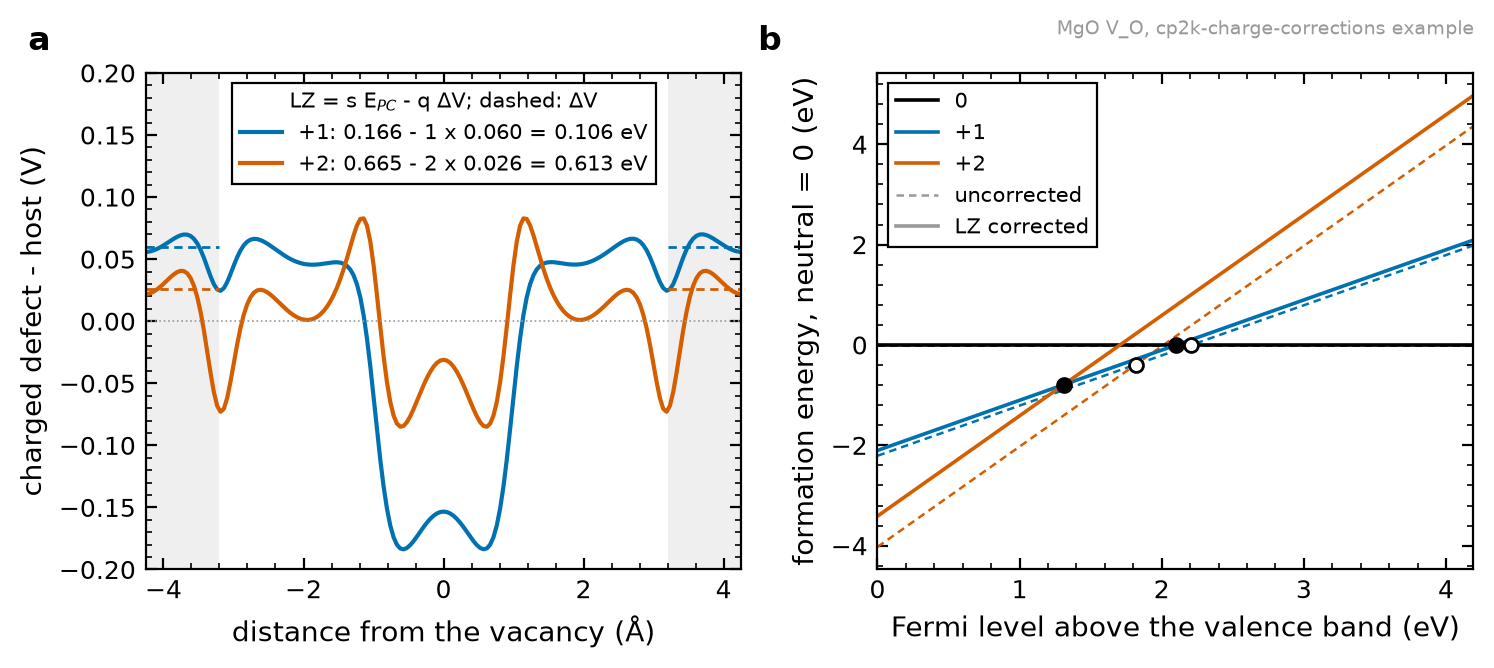 a
b
MgO V_O, cp2k-charge-corrections example
LZ = s E_PC - q ΔV; dashed: ΔV
+1: 0.166 - 1 x 0.060 = 0.106 eV
+2: 0.665 - 2 x 0.026 = 0.613 eV
charged defect - host (V)
0.20
0.15
0.10
0.05
0.00
−0.05
−0.10
−0.15
−0.20
−4
−2
0
2
4
distance from the vacancy (Å)
0
+1
+2
uncorrected
LZ corrected
formation energy, neutral = 0 (eV)
4
2
0
−2
−4
0
1
2
3
4
Fermi level above the valence band (eV)